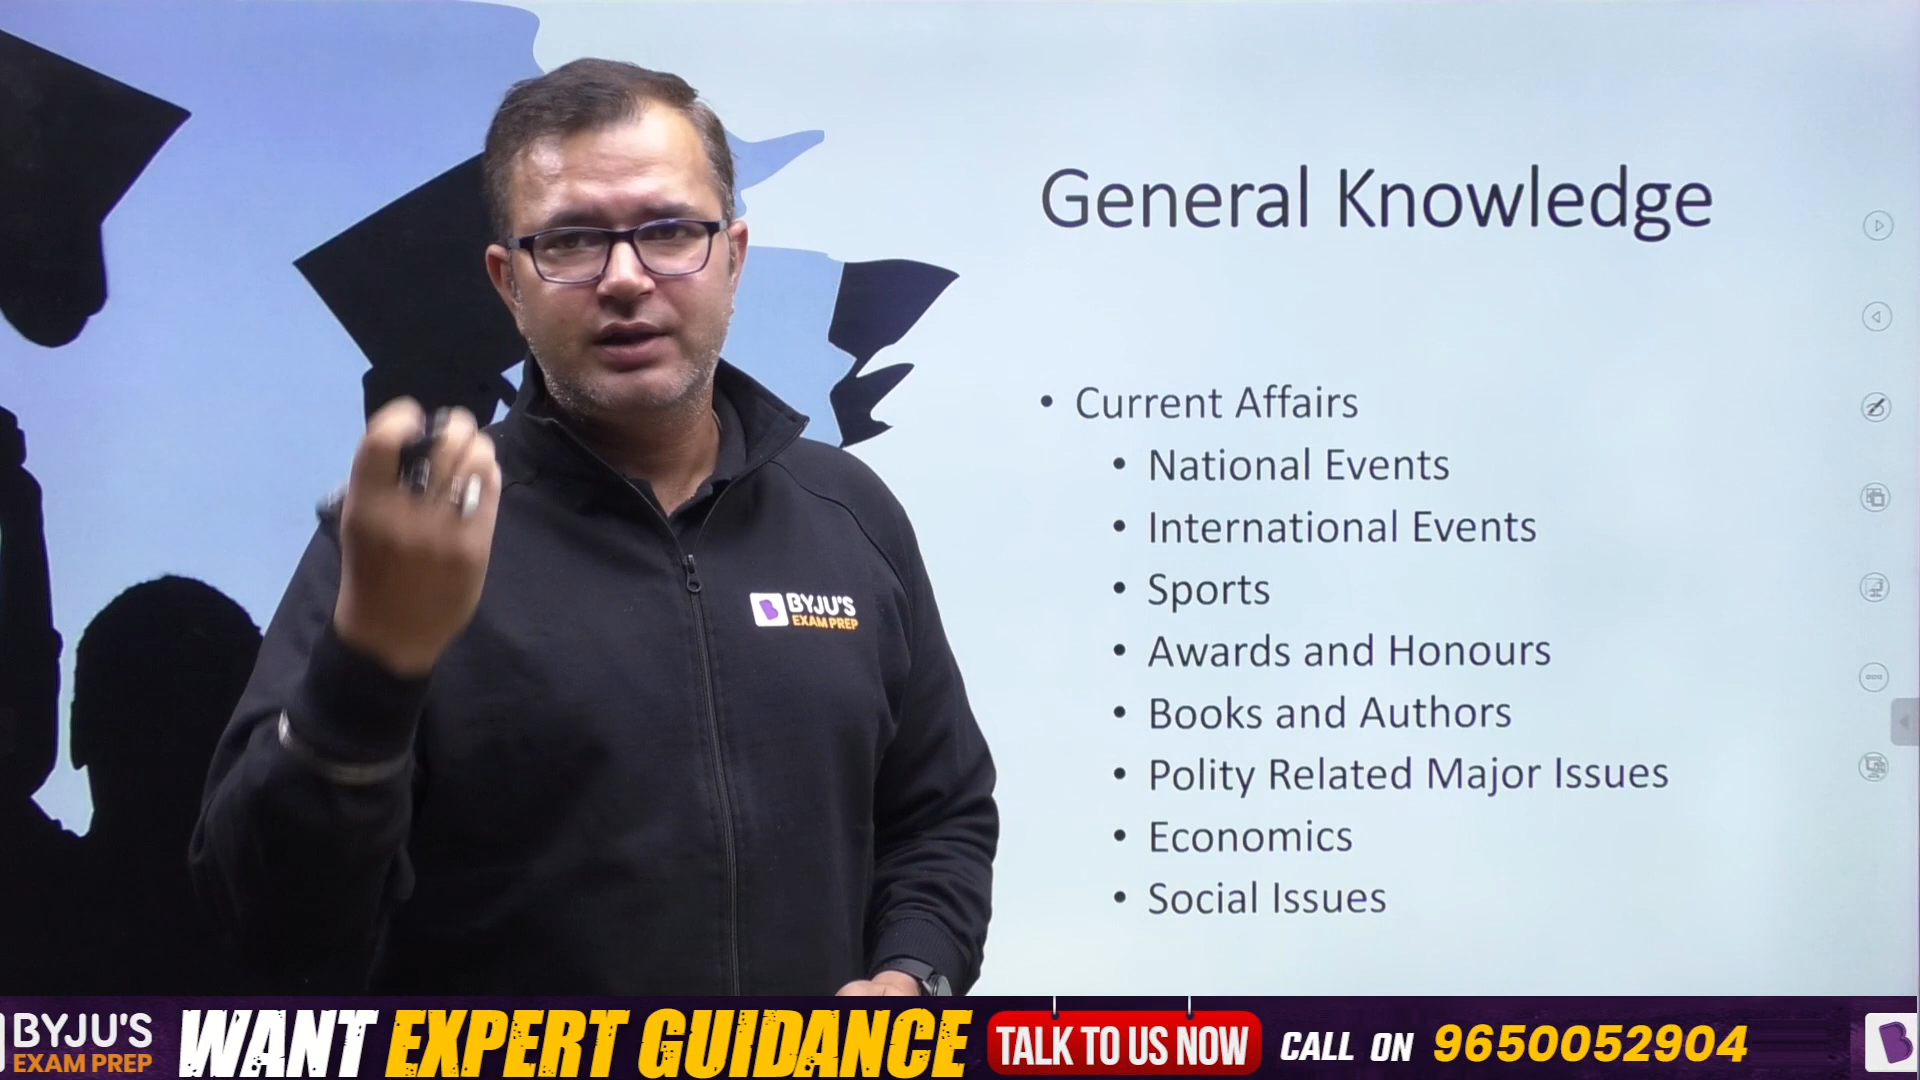 General Knowledge
• Current Affairs
• National Events
• International Events
• Sports
• Awards and Honours
• Books and Authors
• Polity Related Major Issues
• Economics
• Social Issues
BYJU'S
EXAM PREP
BYJU'S
EXAM PREP
WANT EXPERT GUIDANCE
TALK TO US NOW
CALL ON 9650052904